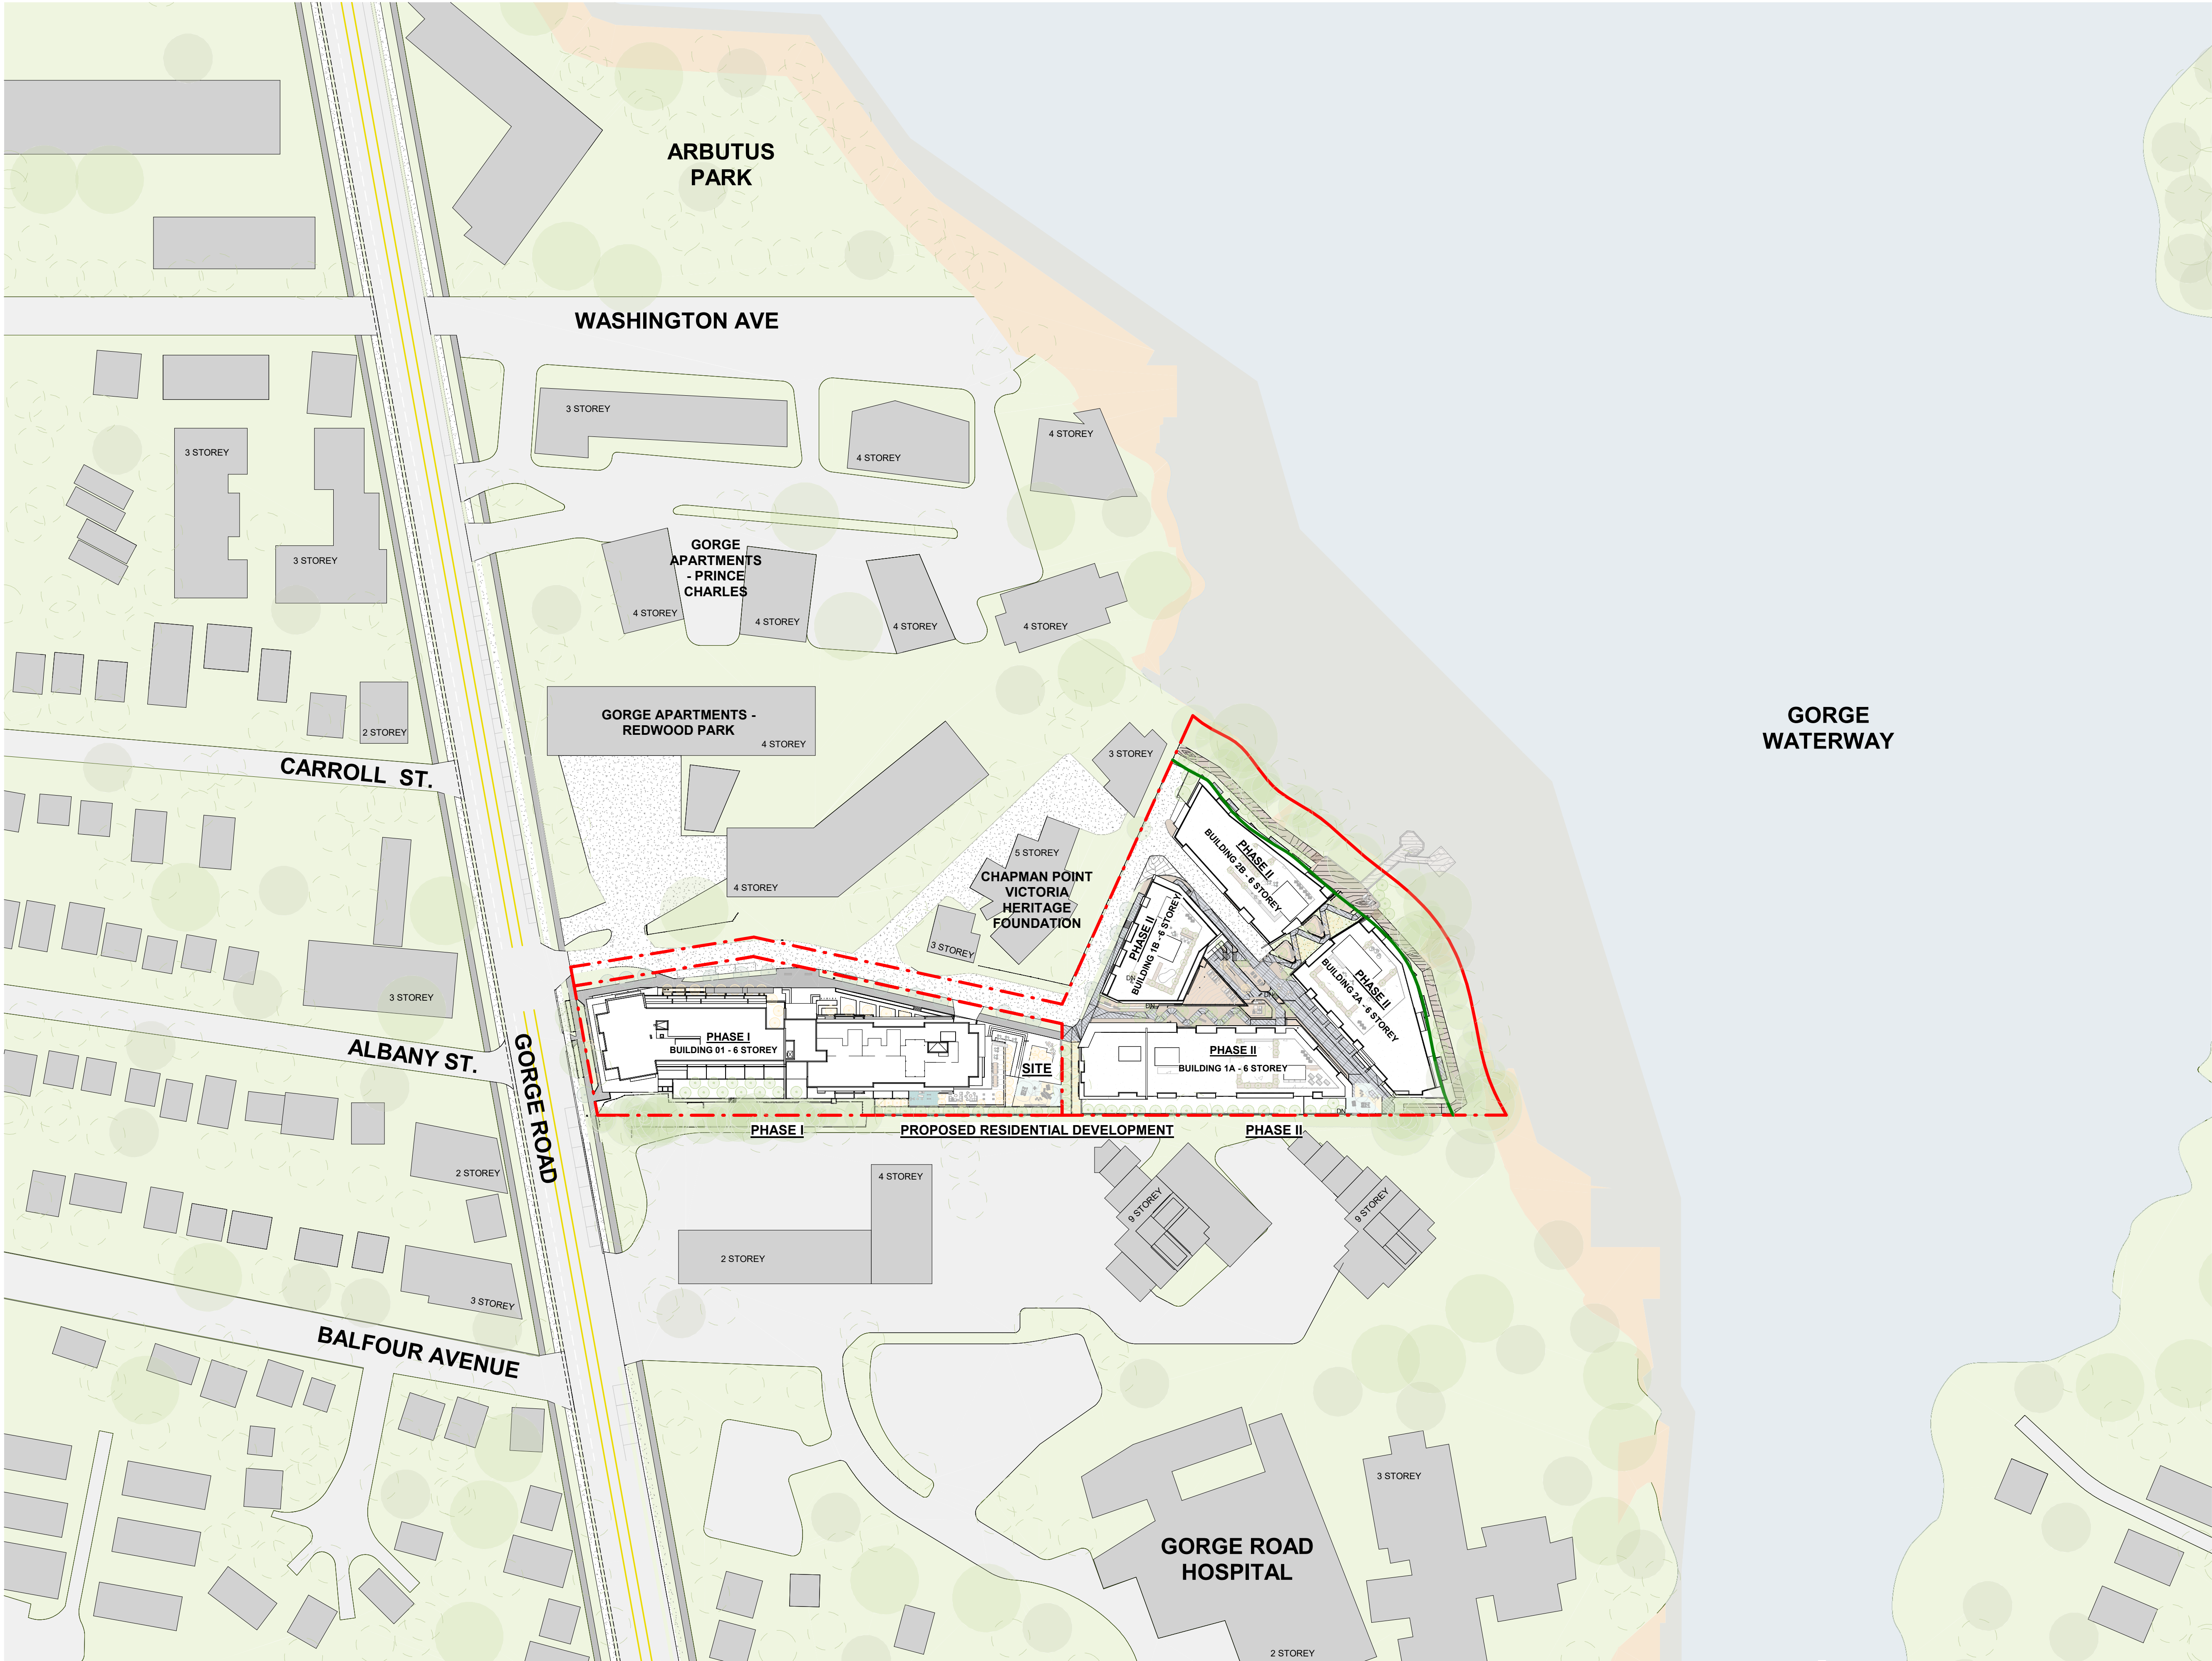 ARBUTUS
PARK
WASHINGTON AVE
3 STOREY
4 STOREY
4 STOREY
3 STOREY
3 STOREY
GORGE
APARTMENTS
- PRINCE
CHARLES
4 STOREY
4 STOREY
4 STOREY
4 STOREY
2 STOREY
GORGE APARTMENTS -
REDWOOD PARK
4 STOREY
GORGE
WATERWAY
CARROLL ST.
3 STOREY
4 STOREY
5 STOREY
CHAPMAN POINT
VICTORIA
HERITAGE
FOUNDATION
3 STOREY
PHASE II
BUILDING 2B - 6 STOREY
PHASE II
BUILDING 1B - 6 STOREY
DN
DN
DN
PHASE II
BUILDING 2A - 6 STOREY
3 STOREY
ALBANY ST.
GORGE ROAD
PHASE I
BUILDING 01 - 6 STOREY
SITE
PHASE II
BUILDING 1A - 6 STOREY
DN
PHASE I
PROPOSED RESIDENTIAL DEVELOPMENT
PHASE II
2 STOREY
4 STOREY
9 STOREY
9 STOREY
2 STOREY
3 STOREY
BALFOUR AVENUE
3 STOREY
GORGE ROAD
HOSPITAL
2 STOREY